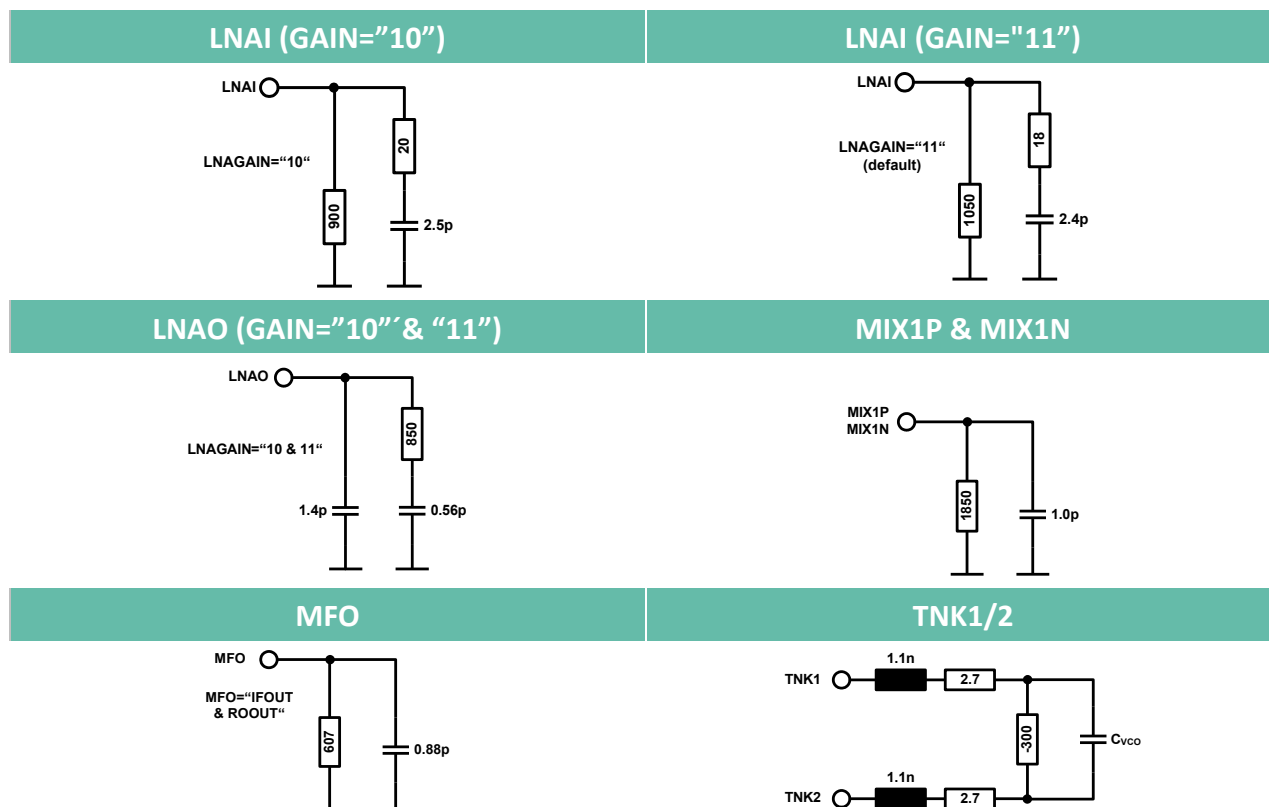 LNAI (GAIN=”10”)
LNAI (GAIN="11”)
LNAI
LNAGAIN=“10“
20
900
2.5p
LNAI
LNAGAIN=“11“
(default)
18
1050
2.4p
LNAO (GAIN=”10”´& “11”)
MIX1P & MIX1N
LNAO
LNAGAIN=“10 & 11“
850
1.4p
0.56p
MIX1P
MIX1N
1850
1.0p
MFO
TNK1/2
MFO
MFO=“IFOUT
& ROOUT“
607
0.88p
1.1n
TNK1
2.7
-300
CVCO
1.1n
TNK2
2.7